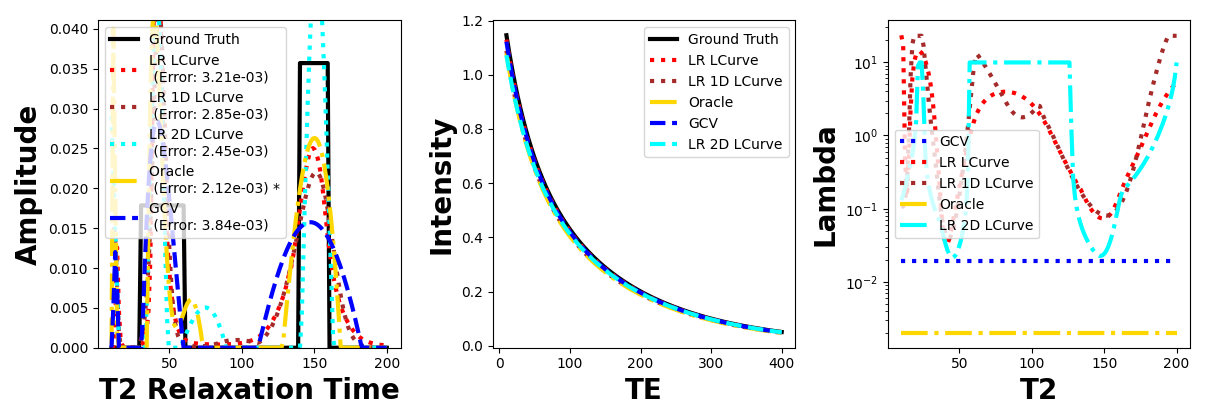 Amplitude
0.040
0.035
0.030
0.025
0.020
0.015
0.010
0.005
0.000
50
100
150
200
T2 Relaxation Time
Ground Truth
LR LCurve
(Error: 3.21e-03)
LR 1D LCurve
(Error: 2.85e-03)
LR 2D LCurve
(Error: 2.45e-03)
Oracle
(Error: 2.12e-03) *
GCV
(Error: 3.84e-03)
Intensity
1.2
1.0
0.8
0.6
0.4
0.2
0.0
0
100
200
300
400
TE
Ground Truth
LR LCurve
LR 1D LCurve
Oracle
GCV
LR 2D LCurve
Lambda
10¹
10⁰
10⁻¹
10⁻²
50
100
150
200
T2
GCV
LR LCurve
LR 1D LCurve
Oracle
LR 2D LCurve